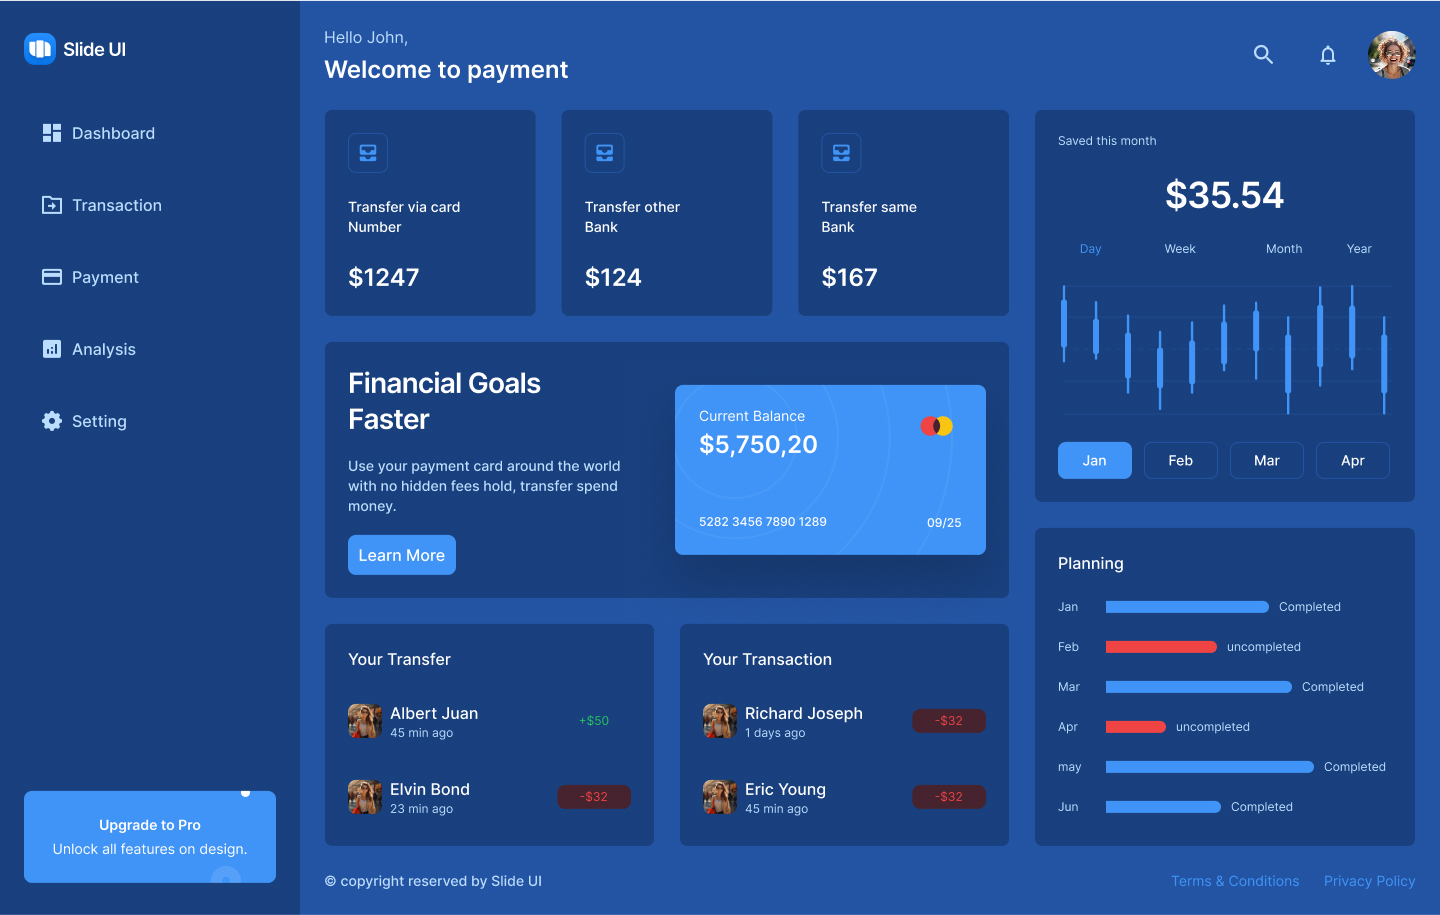 Slide UI
Dashboard
Transaction
Payment
Analysis
Setting
Upgrade to Pro
Unlock all features on design.
Hello John,
Welcome to payment
Transfer via card
Number
$1247
Transfer other
Bank
$124
Transfer same
Bank
$167
Financial Goals
Faster
Use your payment card around the world
with no hidden fees hold, transfer spend
money.
Learn More
Current Balance
$5,750,20
5282 3456 7890 1289
09/25
Your Transfer
Albert Juan
45 min ago
+$50
Elvin Bond
23 min ago
-$32
Your Transaction
Richard Joseph
1 days ago
-$32
Eric Young
45 min ago
-$32
Saved this month
$35.54
Day Week Month Year
Jan Feb Mar Apr
Planning
Jan Completed
Feb uncompleted
Mar Completed
Apr uncompleted
may Completed
Jun Completed
© copyright reserved by Slide UI
Terms & Conditions Privacy Policy